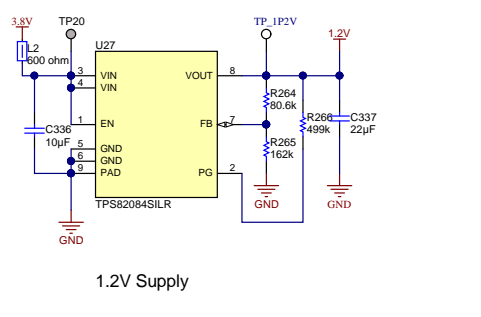 3.8V
TP20
TP_1P2V
1.2V
L2
600 ohm
U27
3 VIN
4 VIN
1 EN
5 GND
6 GND
9 PAD
VOUT 8
FB 7
PG 2
TPS82084SILR
C336
10µF
R264
80.6k
R265
162k
R266
499k
C337
22µF
GND
GND
GND
1.2V Supply